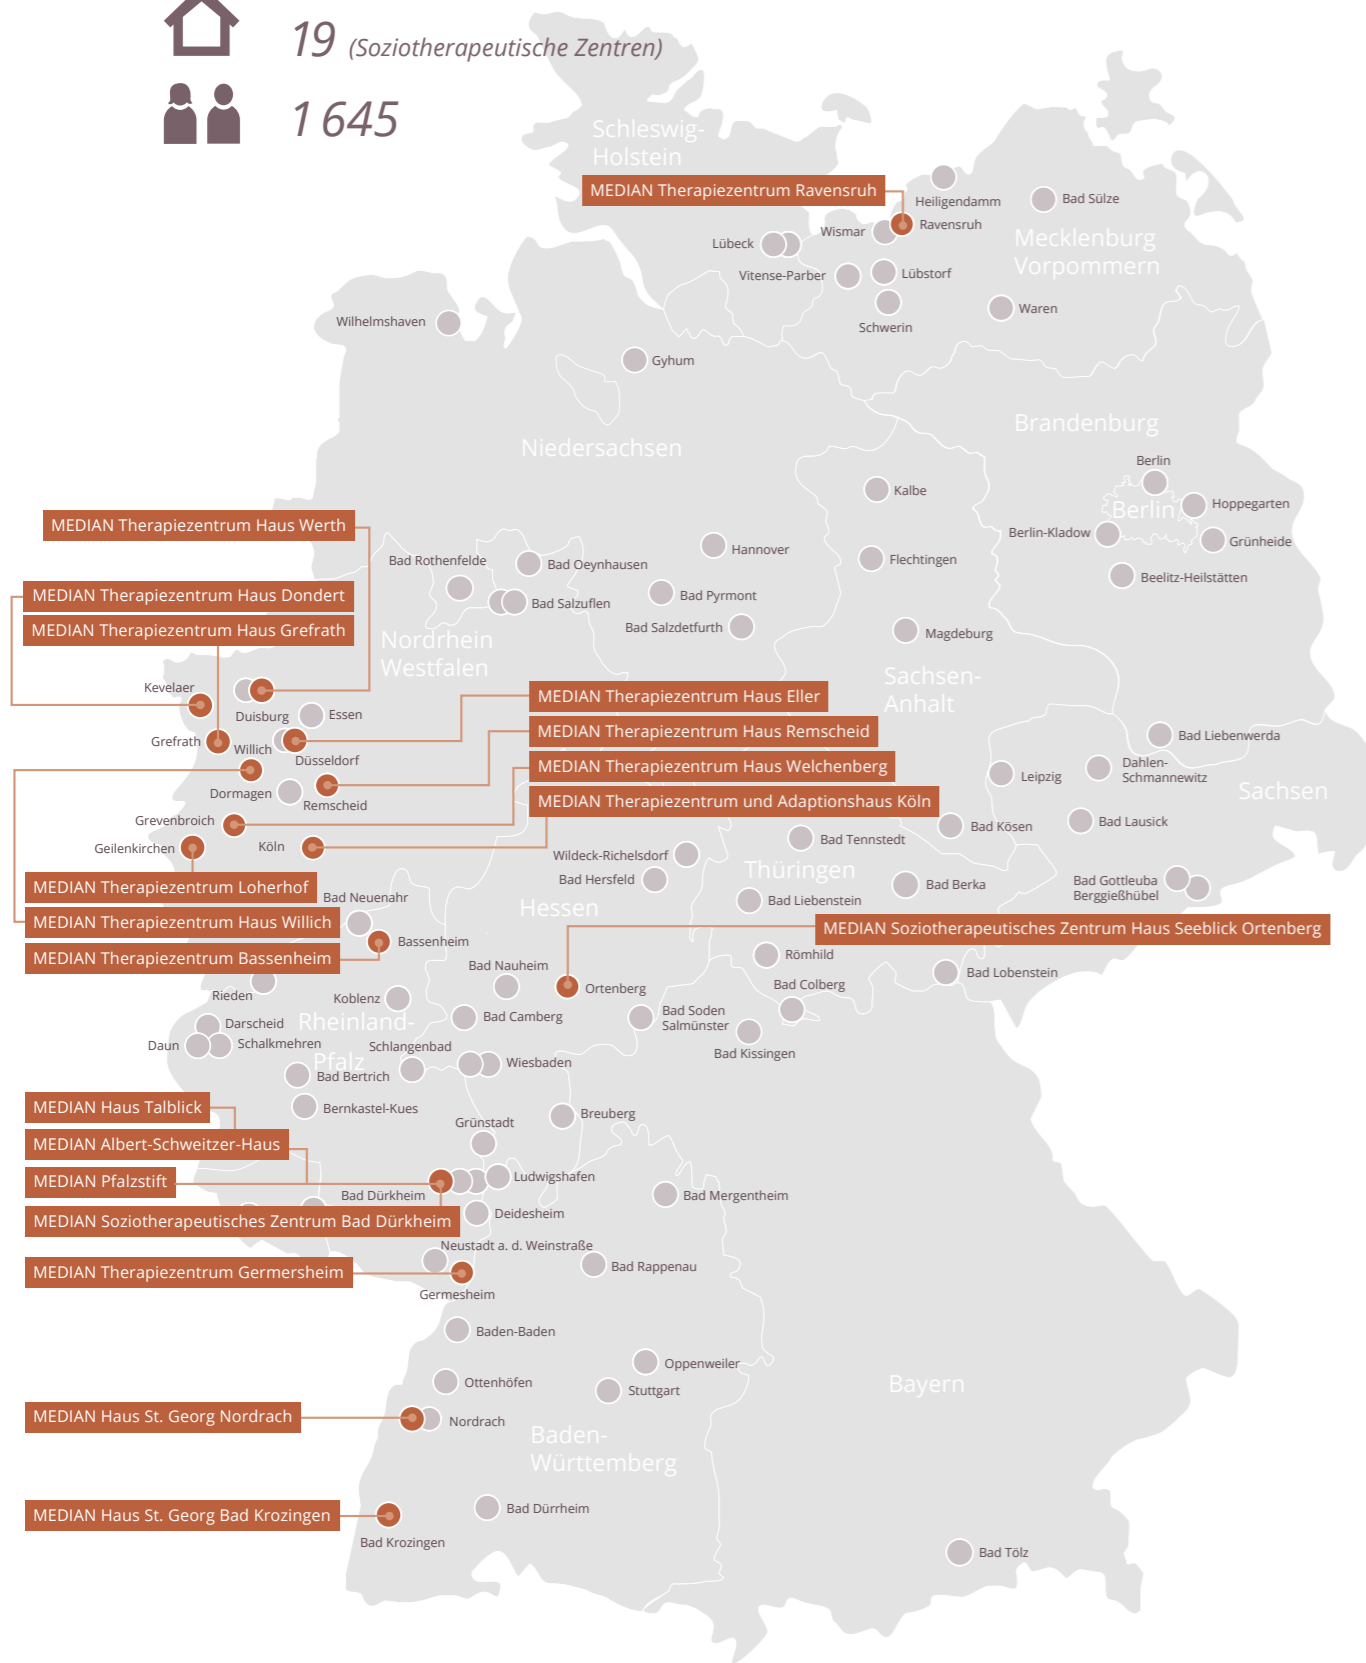 19 (Soziotherapeutische Zentren)
1 645
Schleswig-
Holstein
MEDIAN Therapiezentrum Ravensruh
Heiligendamm
Bad Sülze
Ravensruh
Wismar
Lübeck
Mecklenburg
Vorpommern
Vitense-Parber
Lübstorf
Waren
Schwerin
Wilhelmshaven
Gyhum
Brandenburg
Niedersachsen
Berlin
Kalbe
Hoppegarten
Berlin
MEDIAN Therapiezentrum Haus Werth
Berlin-Kladow
Grünheide
Hannover
Bad Rothenfelde
Bad Oeynhausen
Flechtingen
Beelitz-Heilstätten
MEDIAN Therapiezentrum Haus Dondert
Bad Pyrmont
Bad Salzuflen
MEDIAN Therapiezentrum Haus Grefrath
Bad Salzdetfurth
Magdeburg
Nordrhein
Westfalen
Sachsen-
Anhalt
Kevelaer
MEDIAN Therapiezentrum Haus Eller
Duisburg
Essen
MEDIAN Therapiezentrum Haus Remscheid
Bad Liebenwerda
Grefrath
Willich
Düsseldorf
MEDIAN Therapiezentrum Haus Welchenberg
Dahlen-
Schmannewitz
Leipzig
Sachsen
Dormagen
Remscheid
MEDIAN Therapiezentrum und Adaptionshaus Köln
Grevenbroich
Bad Kösen
Bad Lausick
Geilenkirchen
Köln
Bad Tennstedt
Wildeck-Richelsdorf
Thüringen
Bad Hersfeld
MEDIAN Therapiezentrum Loherhof
Bad Berka
Bad Gottleuba
Berggießhübel
Bad Neuenahr
Hessen
Bad Liebenstein
MEDIAN Therapiezentrum Haus Willich
MEDIAN Soziotherapeutisches Zentrum Haus Seeblick Ortenberg
Bassenheim
MEDIAN Therapiezentrum Bassenheim
Römhild
Bad Nauheim
Bad Lobenstein
Rieden
Koblenz
Ortenberg
Bad Colberg
Bad Camberg
Bad Soden
Salmünster
Darscheid
Rheinland-
Pfalz
Daun
Schalkmehren
Schlangenbad
Bad Kissingen
Wiesbaden
Bad Bertrich
MEDIAN Haus Talblick
Bernkastel-Kues
Breuberg
Grünstadt
MEDIAN Albert-Schweitzer-Haus
MEDIAN Pfalzstift
Ludwigshafen
Bad Dürkheim
Bad Mergentheim
MEDIAN Soziotherapeutisches Zentrum Bad Dürkheim
Deidesheim
Neustadt a. d. Weinstraße
MEDIAN Therapiezentrum Germersheim
Bad Rappenau
Germesheim
Baden-Baden
Oppenweiler
Ottenhöfen
Stuttgart
Bayern
MEDIAN Haus St. Georg Nordrach
Nordrach
Baden-
Württemberg
MEDIAN Haus St. Georg Bad Krozingen
Bad Dürrheim
Bad Krozingen
Bad Tölz